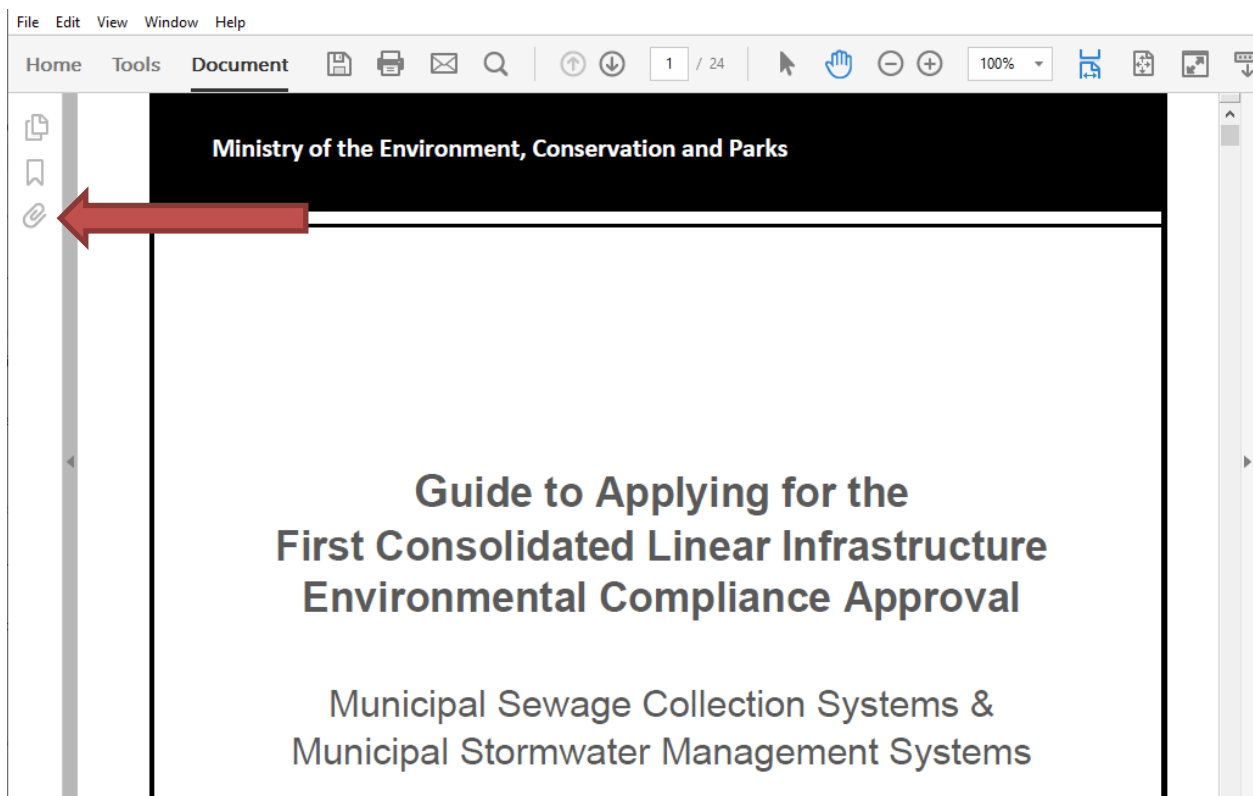 File Edit View Window Help
Home Tools Document 1 / 24 100%
Ministry of the Environment, Conservation and Parks
Guide to Applying for the
First Consolidated Linear Infrastructure
Environmental Compliance Approval
Municipal Sewage Collection Systems &
Municipal Stormwater Management Systems